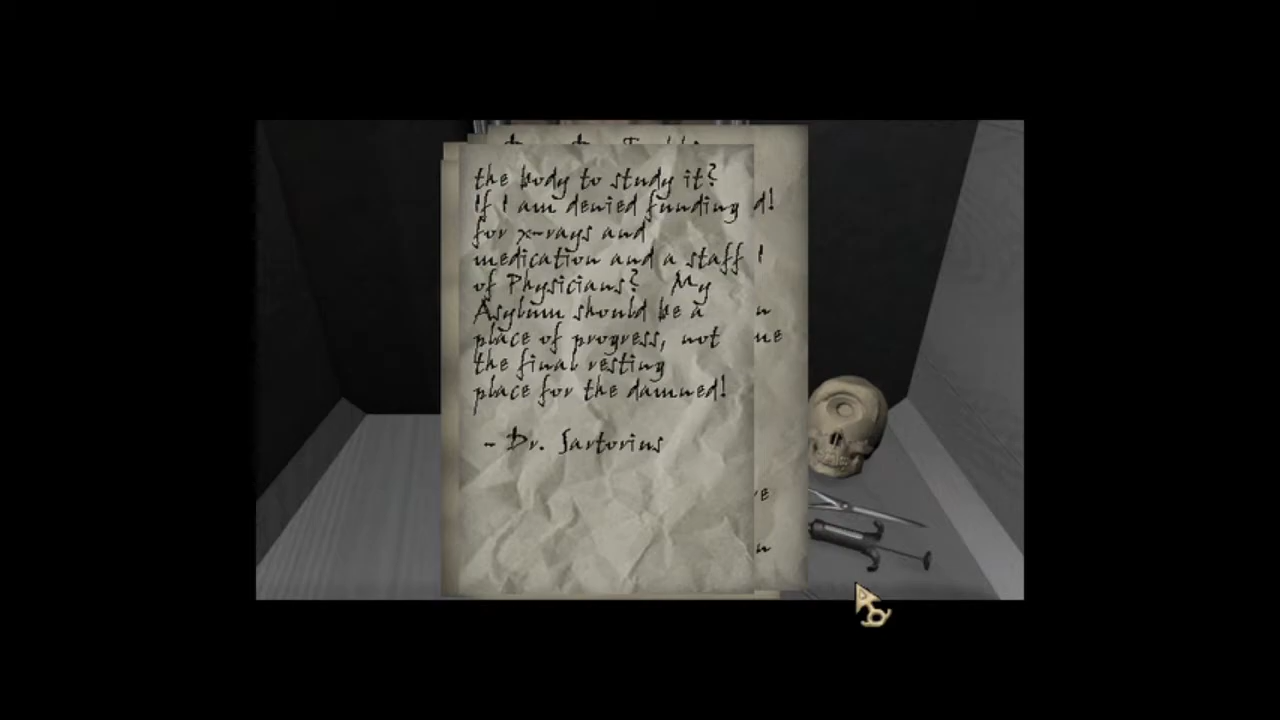 the body to study it?
If I am denied funding d!
for x-rays and
medication and a staff I
of Physicians? My
Asylum should be a n
place of progress, not ue
the final resting
place for the damned!
- Dr. Sartorius